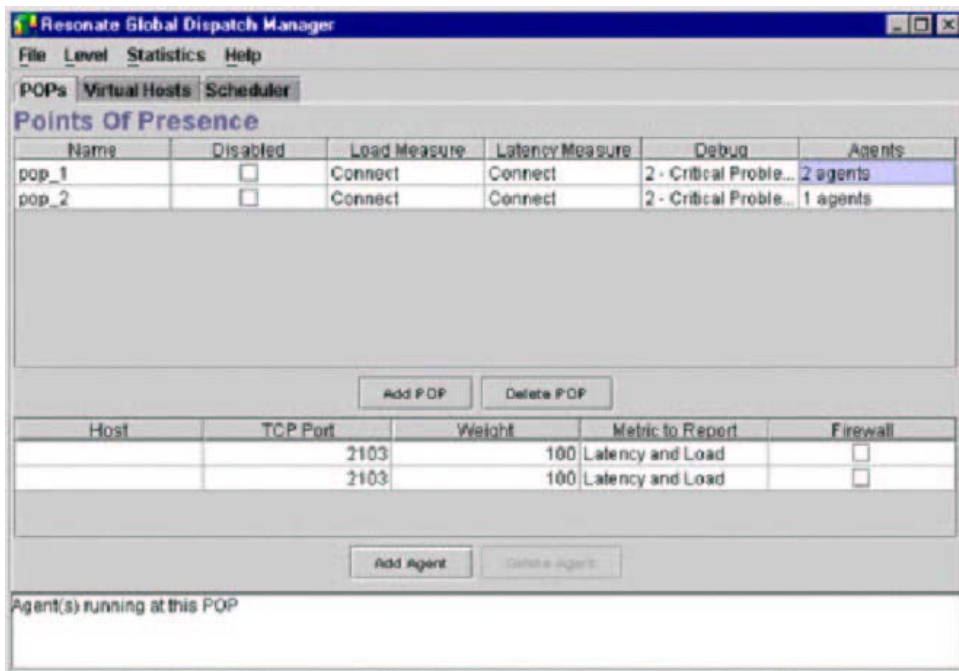 Resonate Global Dispatch Manager
File Level Statistics Help
POPs Virtual Hosts Scheduler
Points Of Presence
Name Disabled Load Measure Latency Measure Debug Agents
pop_1 Connect Connect 2 - Critical Proble... 2 agents
pop_2 Connect Connect 2 - Critical Proble... 1 agents
Add POP Delete POP
Host TCP Port Weight Metric to Report Firewall
2103 100 Latency and Load
2103 100 Latency and Load
Add Agent Delete Agent
Agent(s) running at this POP